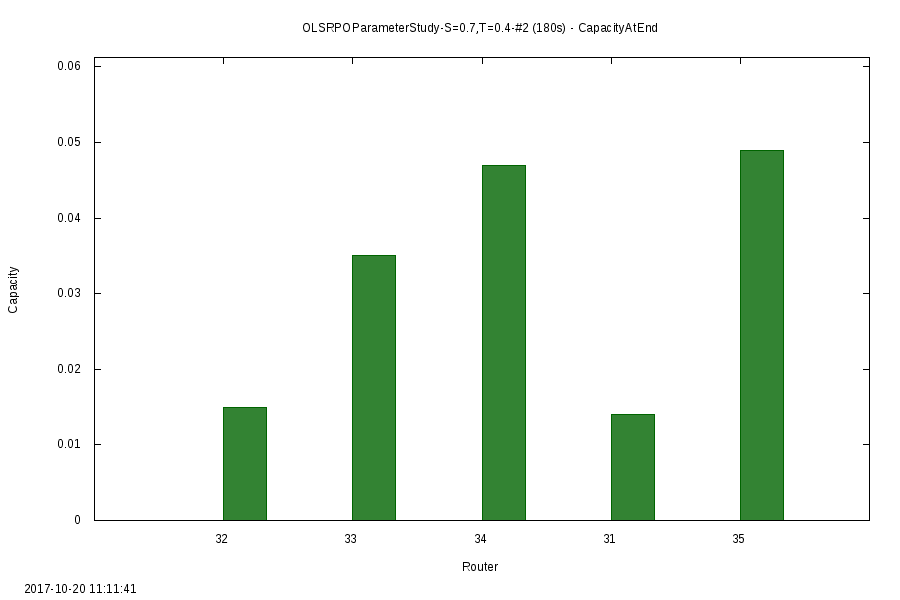 OLSRPOParameterStudy-S=0.7,T=0.4-#2 (180s) - CapacityAtEnd
0.06
0.05
0.04
0.03
0.02
0.01
0
Capacity
32 33 34 31 35
Router
2017-10-20 11:11:41